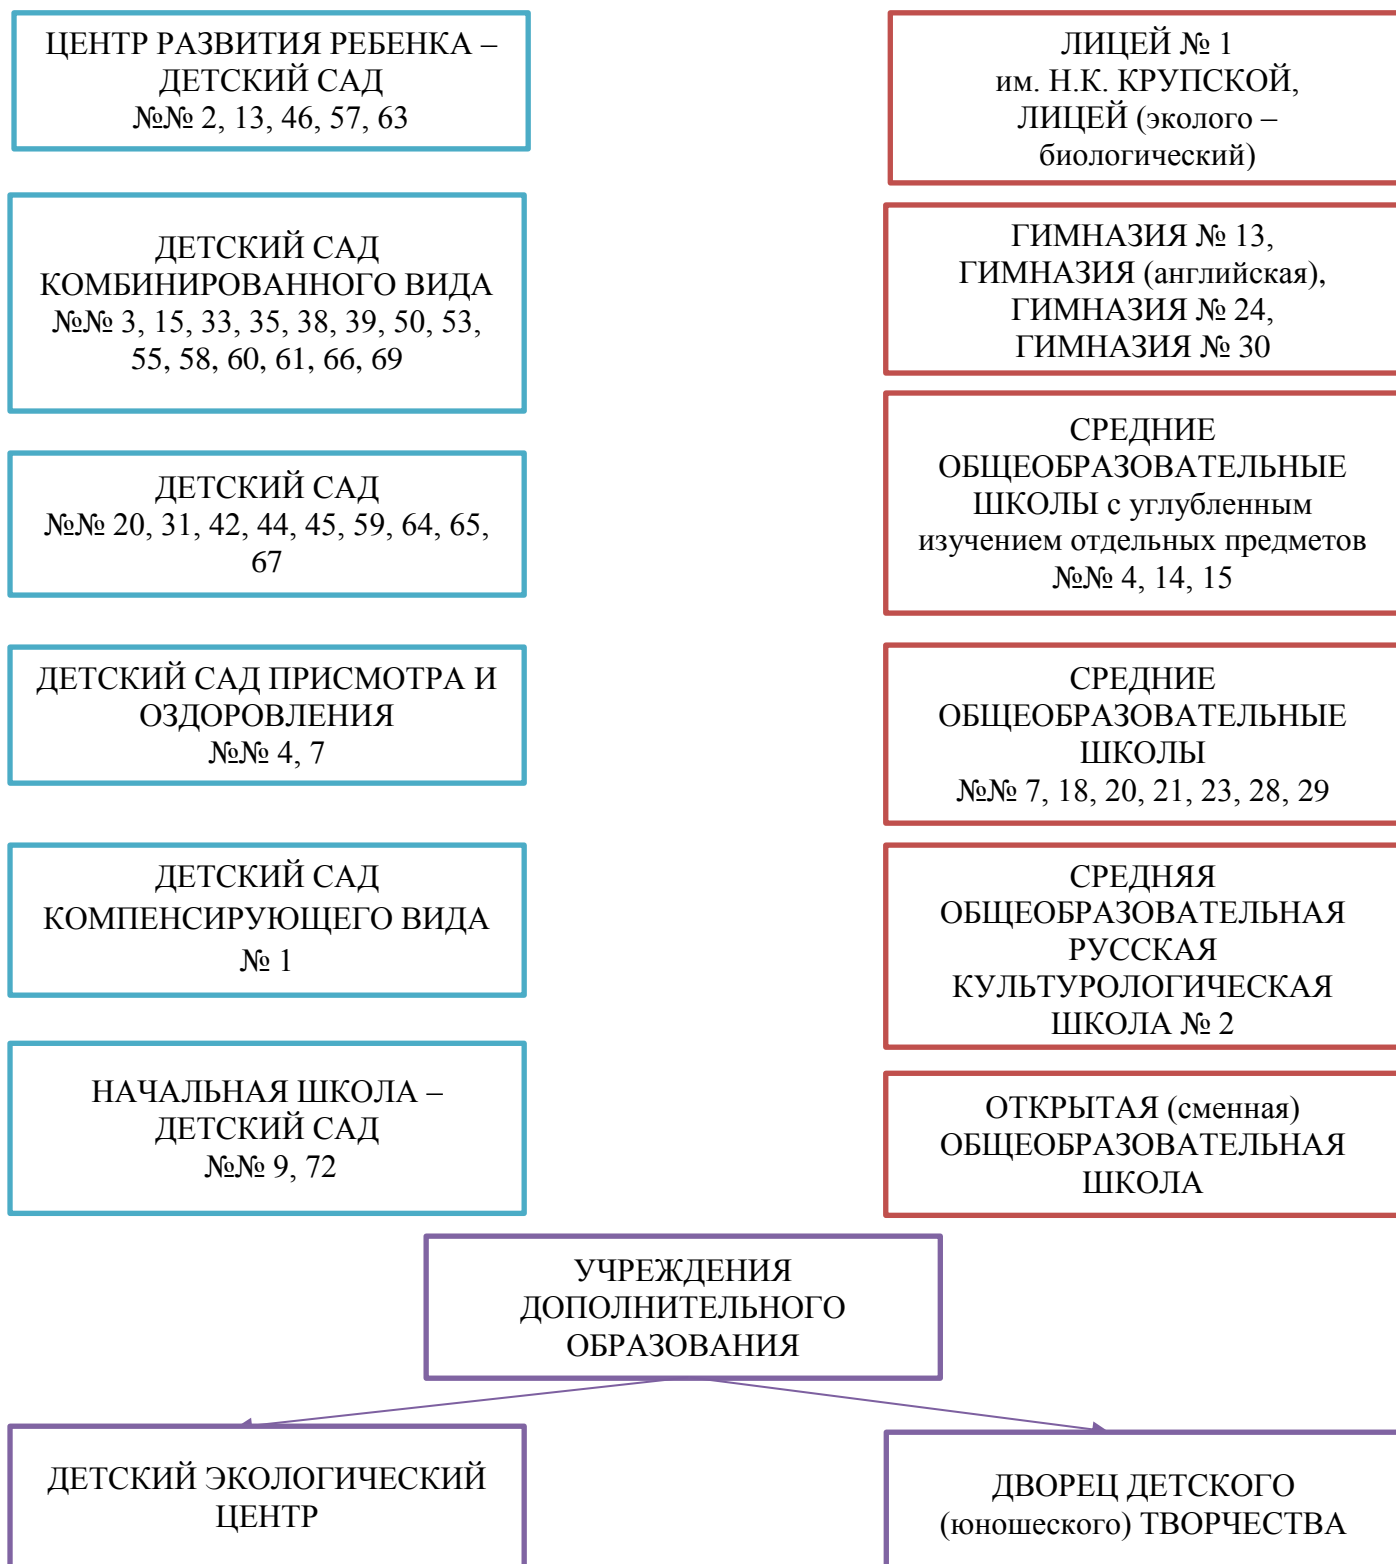 ЦЕНТР РАЗВИТИЯ РЕБЕНКА –
ДЕТСКИЙ САД
№№ 2, 13, 46, 57, 63
ДЕТСКИЙ САД
КОМБИНИРОВАННОГО ВИДА
№№ 3, 15, 33, 35, 38, 39, 50, 53,
55, 58, 60, 61, 66, 69
ДЕТСКИЙ САД
№№ 20, 31, 42, 44, 45, 59, 64, 65,
67
ДЕТСКИЙ САД ПРИСМОТРА И
ОЗДОРОВЛЕНИЯ
№№ 4, 7
ДЕТСКИЙ САД
КОМПЕНСИРУЮЩЕГО ВИДА
№ 1
НАЧАЛЬНАЯ ШКОЛА –
ДЕТСКИЙ САД
№№ 9, 72
ЛИЦЕЙ № 1
им. Н.К. КРУПСКОЙ,
ЛИЦЕЙ (эколого –
биологический)
ГИМНАЗИЯ № 13,
ГИМНАЗИЯ (английская),
ГИМНАЗИЯ № 24,
ГИМНАЗИЯ № 30
СРЕДНИЕ
ОБЩЕОБРАЗОВАТЕЛЬНЫЕ
ШКОЛЫ с углубленным
изучением отдельных предметов
№№ 4, 14, 15
СРЕДНИЕ
ОБЩЕОБРАЗОВАТЕЛЬНЫЕ
ШКОЛЫ
№№ 7, 18, 20, 21, 23, 28, 29
СРЕДНЯЯ
ОБЩЕОБРАЗОВАТЕЛЬНАЯ
РУССКАЯ
КУЛЬТУРОЛОГИЧЕСКАЯ
ШКОЛА № 2
ОТКРЫТАЯ (сменная)
ОБЩЕОБРАЗОВАТЕЛЬНАЯ
ШКОЛА
УЧРЕЖДЕНИЯ
ДОПОЛНИТЕЛЬНОГО
ОБРАЗОВАНИЯ
ДЕТСКИЙ ЭКОЛОГИЧЕСКИЙ
ЦЕНТР
ДВОРЕЦ ДЕТСКОГО
(юношеского) ТВОРЧЕСТВА